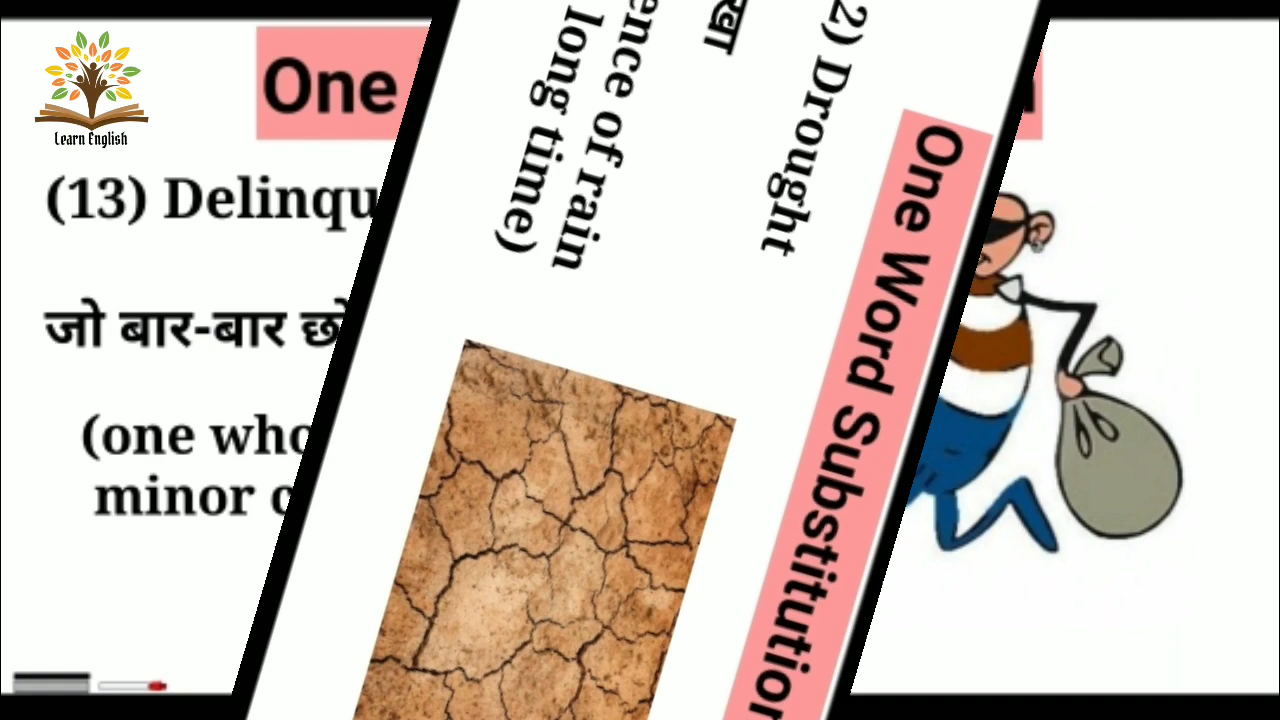 Learn English
One
(13) Delinqu
जो बार-बार छो
(one who
minor c
One Word Substitution
2) Drought
ence of rain
long time)